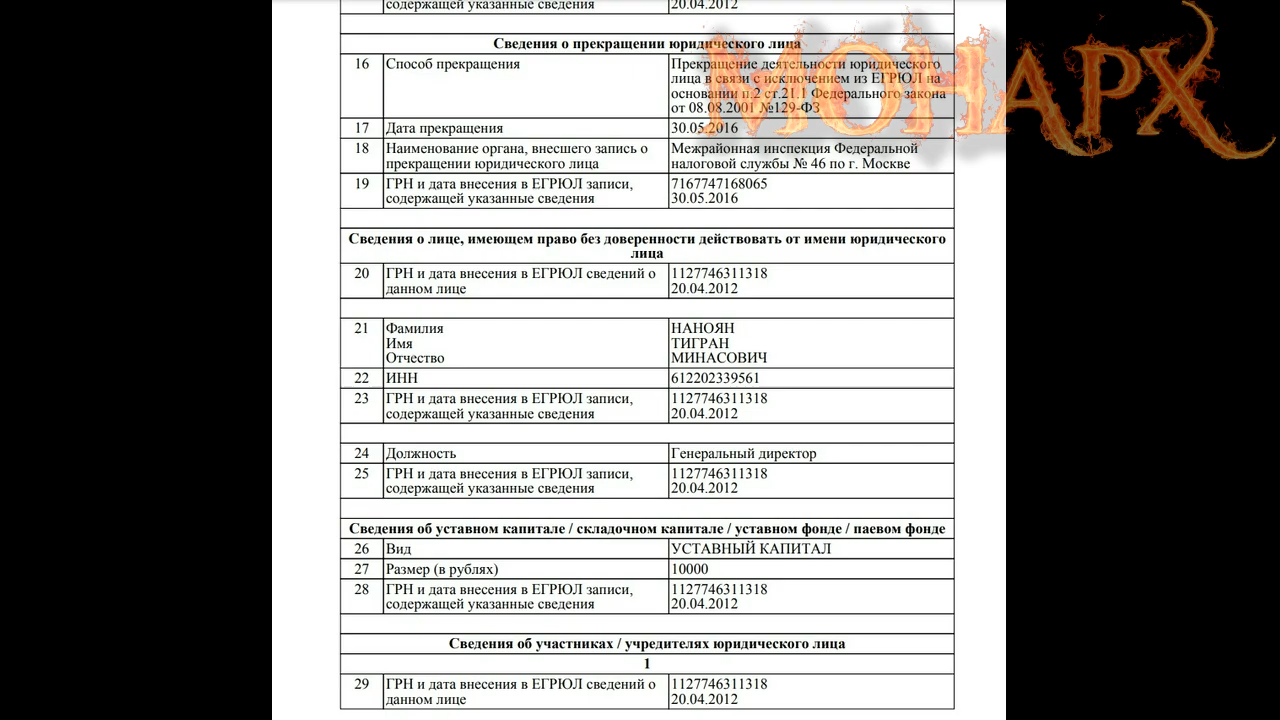 содержащей указанные сведения 20.04.2012
МОНАРХ
Сведения о прекращении юридического лица
16 Способ прекращения Прекращение деятельности юридического
лица в связи с исключением из ЕГРЮЛ на
основании п.2 ст.21.1 Федерального закона
от 08.08.2001 №129-ФЗ
17 Дата прекращения 30.05.2016
18 Наименование органа, внесшего запись о Межрайонная инспекция Федеральной
прекращении юридического лица налоговой службы № 46 по г. Москве
19 ГРН и дата внесения в ЕГРЮЛ записи, 7167747168065
содержащей указанные сведения 30.05.2016
Сведения о лице, имеющем право без доверенности действовать от имени юридического
лица
20 ГРН и дата внесения в ЕГРЮЛ сведений о 1127746311318
данном лице 20.04.2012
21 Фамилия НАНОЯН
Имя ТИГРАН
Отчество МИНАСОВИЧ
22 ИНН 612202339561
23 ГРН и дата внесения в ЕГРЮЛ записи, 1127746311318
содержащей указанные сведения 20.04.2012
24 Должность Генеральный директор
25 ГРН и дата внесения в ЕГРЮЛ записи, 1127746311318
содержащей указанные сведения 20.04.2012
Сведения об уставном капитале / складочном капитале / уставном фонде / паевом фонде
26 Вид УСТАВНЫЙ КАПИТАЛ
27 Размер (в рублях) 10000
28 ГРН и дата внесения в ЕГРЮЛ записи, 1127746311318
содержащей указанные сведения 20.04.2012
Сведения об участниках / учредителях юридического лица
1
29 ГРН и дата внесения в ЕГРЮЛ сведений о 1127746311318
данном лице 20.04.2012